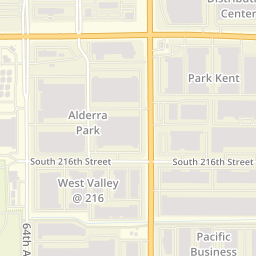 Distribution
Center
Park Kent
Alderra
Park
South 216th Street
South 216th Street
West Valley
@ 216
64th A
Pacific
Business